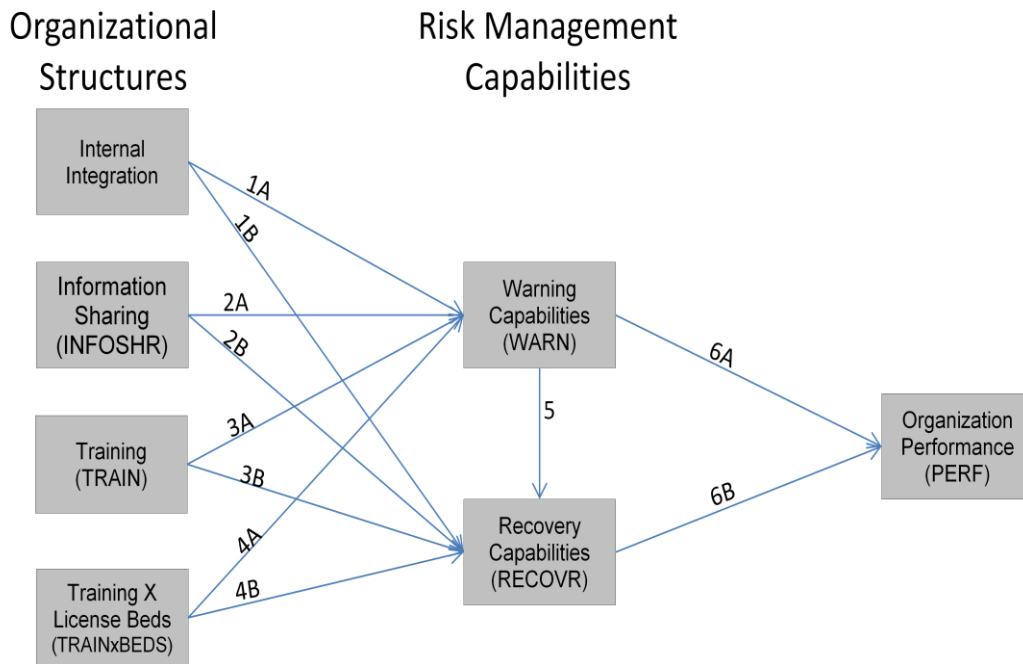 Organizational
Structures
Risk Management
Capabilities
Internal
Integration
1A
1B
Information
Sharing
(INFOSHR)
2A
2B
Warning
Capabilities
(WARN)
6A
5
Training
(TRAIN)
3A
3B
Organization
Performance
(PERF)
6B
Recovery
Capabilities
(RECOVR)
4A
4B
Training X
License Beds
(TRAINxBEDS)